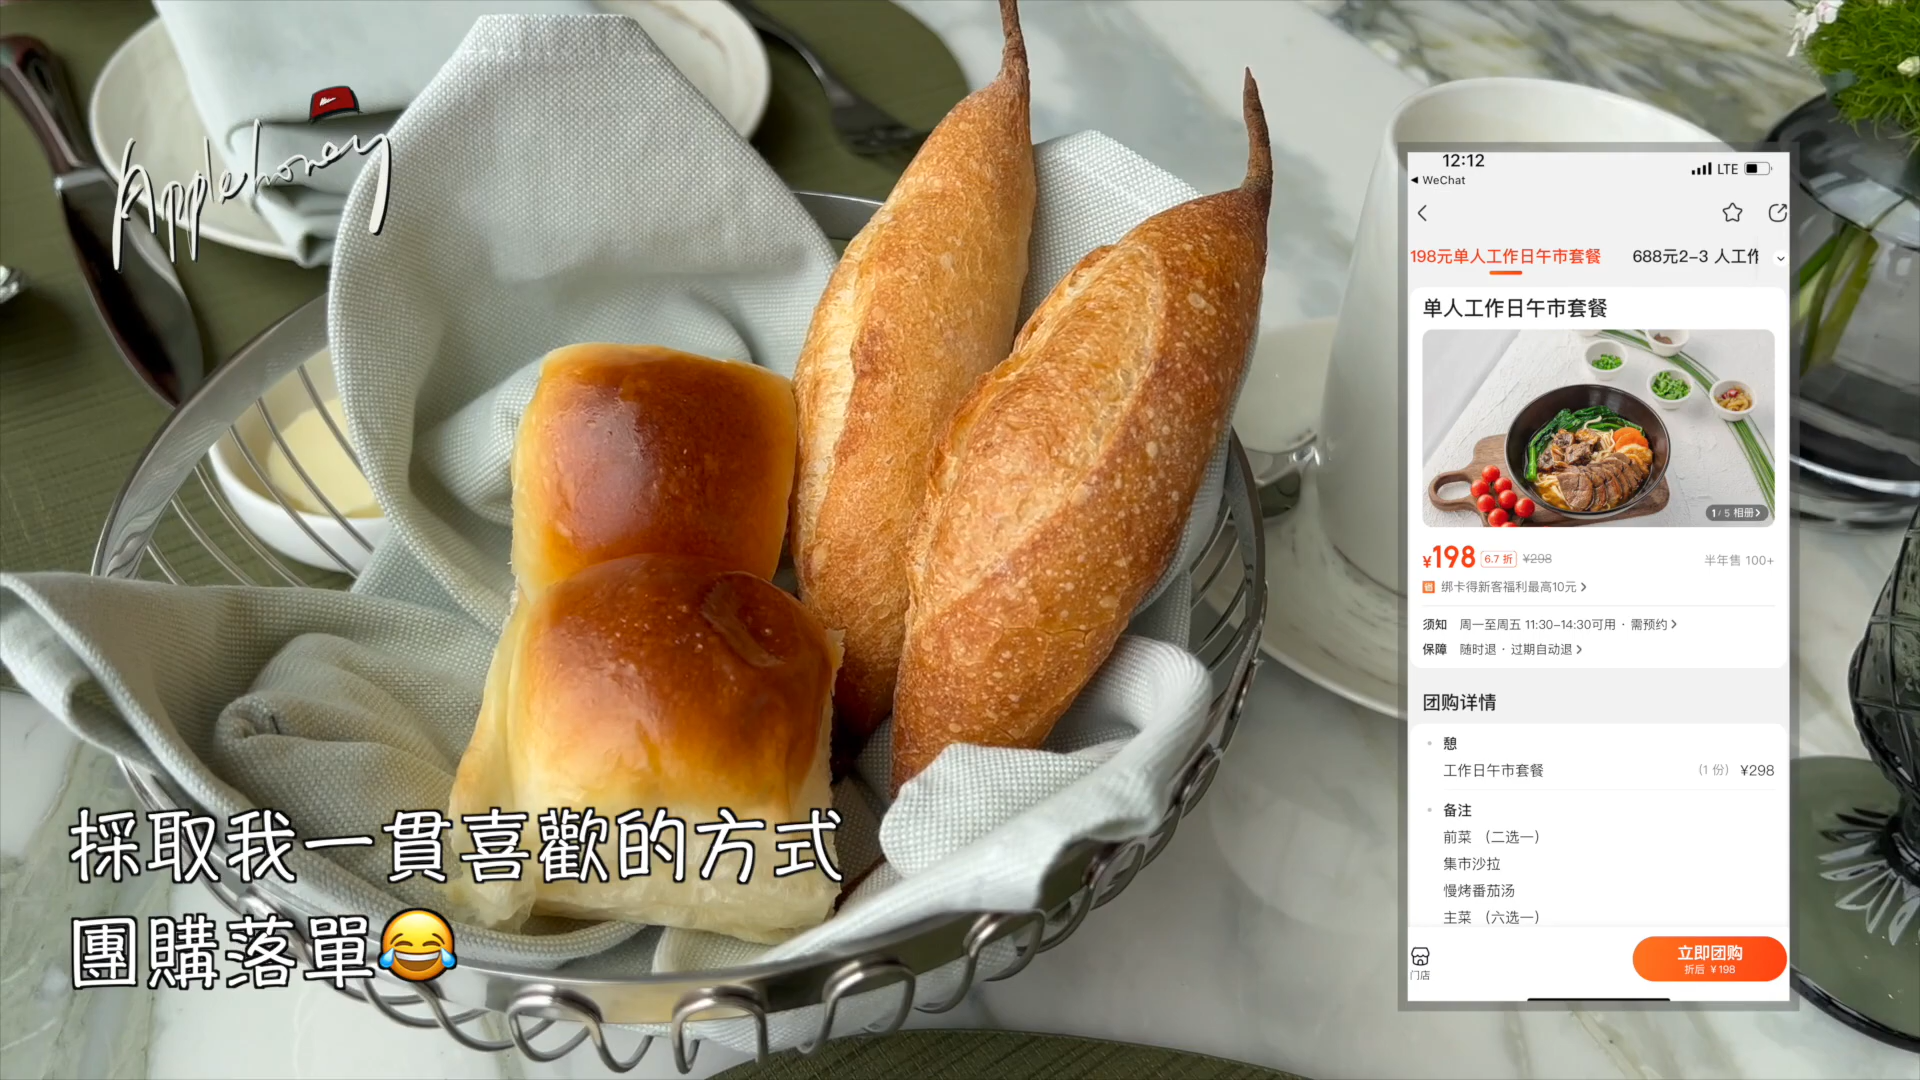 Applehoney
採取我一貫喜歡的方式
團購落單😂
12:12
LTE
◀ WeChat
198元单人工作日午市套餐
688元2-3 人工作
单人工作日午市套餐
1/5 相册>
¥198 6.7 折 ¥298
半年售 100+
绑卡得新客福利最高10元 >
须知 周一至周五 11:30-14:30可用 · 需预约 >
保障 随时退 · 过期自动退 >
团购详情
憩
工作日午市套餐 (1 份) ¥298
备注
前菜 （二选一）
集市沙拉
慢烤番茄汤
主菜 （六选一）
门店
立即团购
折后 ¥198